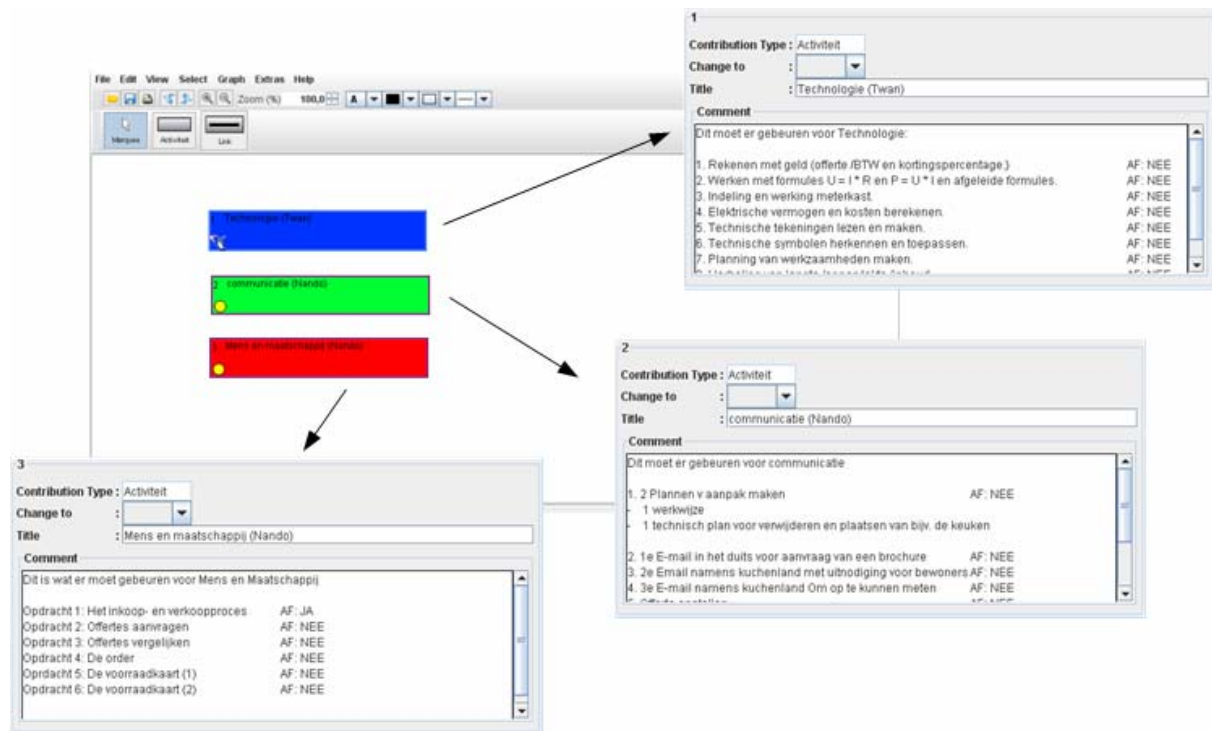 File Edit View Select Graph Extras Help
Zoom (%) 100,0 A
Marquee Activiteit Link
1 Technologie (Twan)
2 communicatie (Nando)
3 Mens en maatschappij (Nando)
1
Contribution Type : Activiteit
Change to :
Title : Technologie (Twan)
Comment
Dit moet er gebeuren voor Technologie:
1. Rekenen met geld (offerte /BTW en kortingspercentage.) AF: NEE
2. Werken met formules U = I * R en P = U * I en afgeleide formules. AF: NEE
3. Indeling en werking meterkast. AF: NEE
4. Elektrische vermogen en kosten berekenen. AF: NEE
5. Technische tekeningen lezen en maken. AF: NEE
6. Technische symbolen herkennen en toepassen. AF: NEE
7. Planning van werkzaamheden maken. AF: NEE
2
Contribution Type : Activiteit
Change to :
Title : communicatie (Nando)
Comment
Dit moet er gebeuren voor communicatie
1. 2 Plannen v aanpak maken AF: NEE
- 1 werkwijze
- 1 technisch plan voor verwijderen en plaatsen van bijv. de keuken
2. 1e E-mail in het duits voor aanvraag van een brochure AF: NEE
3. 2e Email namens kuchenland met uitnodiging voor bewoners AF: NEE
4. 3e E-mail namens kuchenland Om op te kunnen meten AF: NEE
3
Contribution Type : Activiteit
Change to :
Title : Mens en maatschappij (Nando)
Comment
Dit is wat er moet gebeuren voor Mens en Maatschappij
Opdracht 1: Het inkoop- en verkoopproces AF: JA
Opdracht 2: Offertes aanvragen AF: NEE
Opdracht 3: Offertes vergelijken AF: NEE
Opdracht 4: De order AF: NEE
Oprdacht 5: De voorraadkaart (1) AF: NEE
Opdracht 6: De voorraadkaart (2) AF: NEE